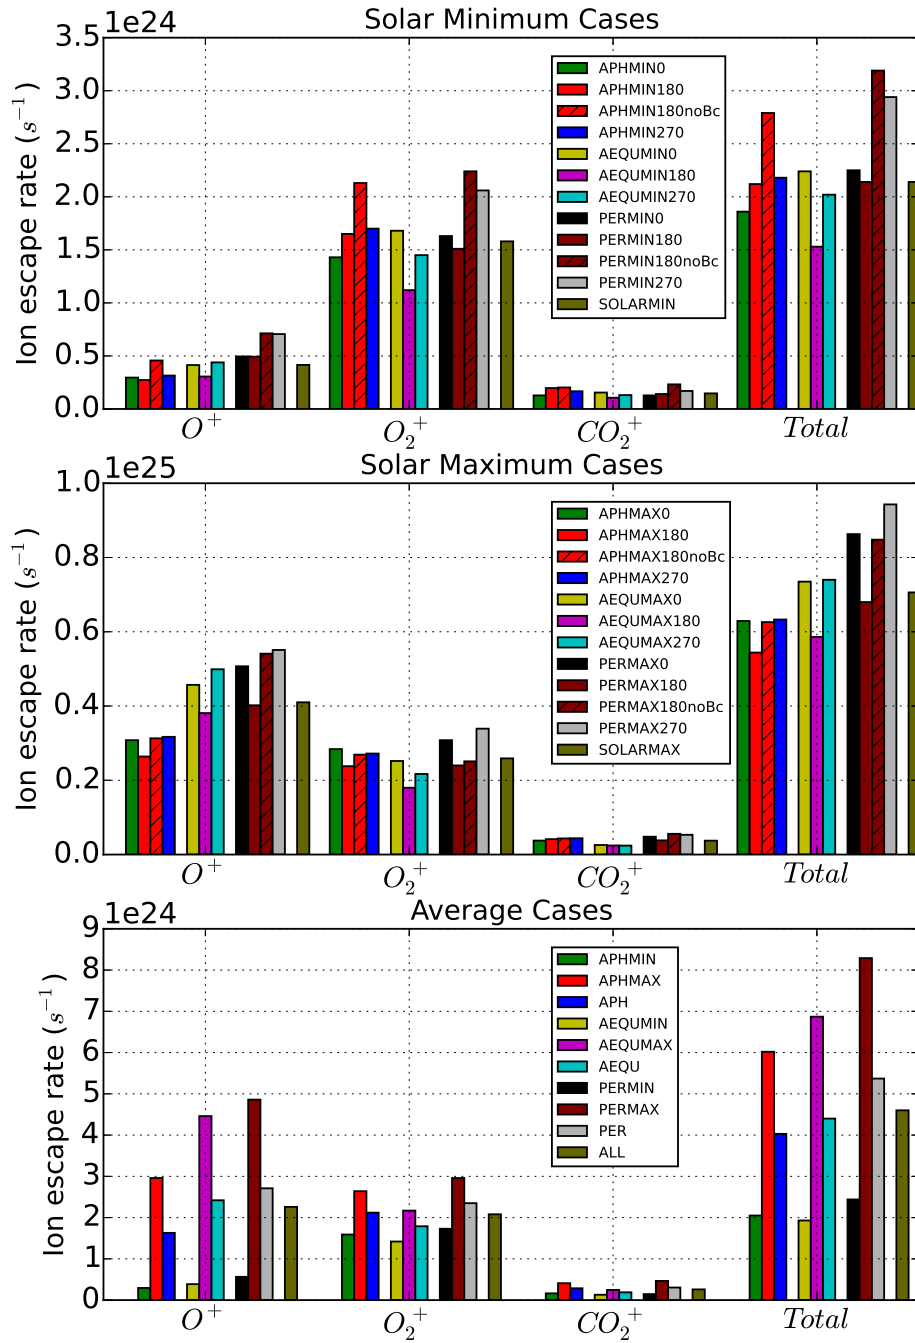 Solar Minimum Cases
1e24
Ion escape rate (s⁻¹)
3.5
3.0
2.5
2.0
1.5
1.0
0.5
0.0
APHMIN0
APHMIN180
APHMIN180noBc
APHMIN270
AEQUMIN0
AEQUMIN180
AEQUMIN270
PERMIN0
PERMIN180
PERMIN180noBc
PERMIN270
SOLARMIN
O⁺ O₂⁺ CO₂⁺ Total
Solar Maximum Cases
1e25
Ion escape rate (s⁻¹)
1.0
0.8
0.6
0.4
0.2
0.0
APHMAX0
APHMAX180
APHMAX180noBc
APHMAX270
AEQUMAX0
AEQUMAX180
AEQUMAX270
PERMAX0
PERMAX180
PERMAX180noBc
PERMAX270
SOLARMAX
O⁺ O₂⁺ CO₂⁺ Total
Average Cases
1e24
Ion escape rate (s⁻¹)
9
8
7
6
5
4
3
2
1
0
APHMIN
APHMAX
APH
AEQUMIN
AEQUMAX
AEQU
PERMIN
PERMAX
PER
ALL
O⁺ O₂⁺ CO₂⁺ Total